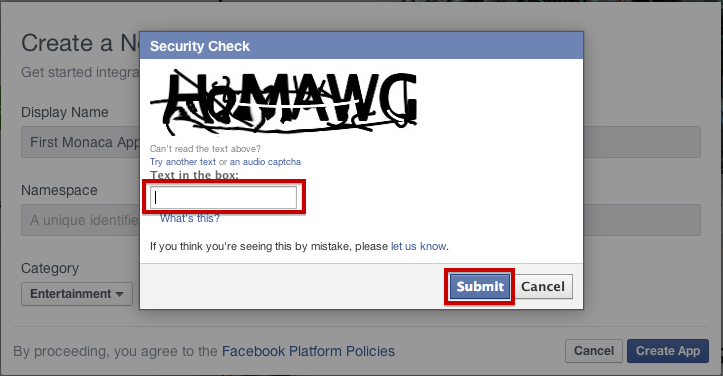 Create a N
Get started integra
Display Name
First Monaca App
Namespace
A unique identifie
Category
Entertainment
By proceeding, you agree to the Facebook Platform Policies
Cancel
Create App
Security Check
Can't read the text above?
Try another text or an audio captcha
Text in the box:
What's this?
If you think you're seeing this by mistake, please let us know.
Submit
Cancel